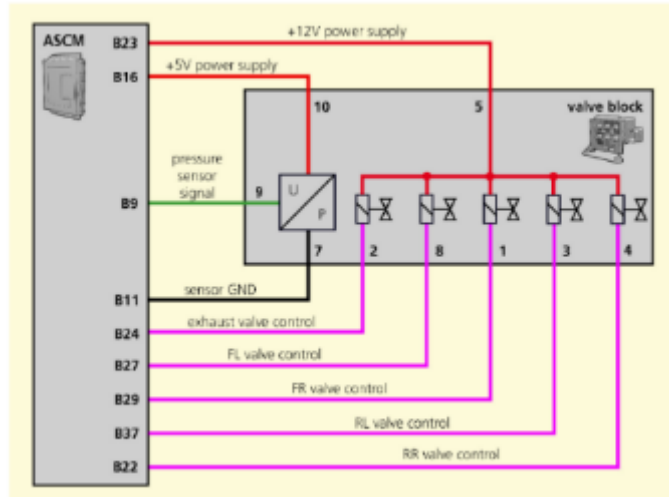 +12V power supply
ASCM
B23
+5V power supply
B16
10
5
valve block
pressure
sensor
signal
9
U
P
B9
7
2
8
1
3
4
sensor GND
B11
exhaust valve control
B24
FL valve control
B27
FR valve control
B29
RL valve control
B37
RR valve control
B22